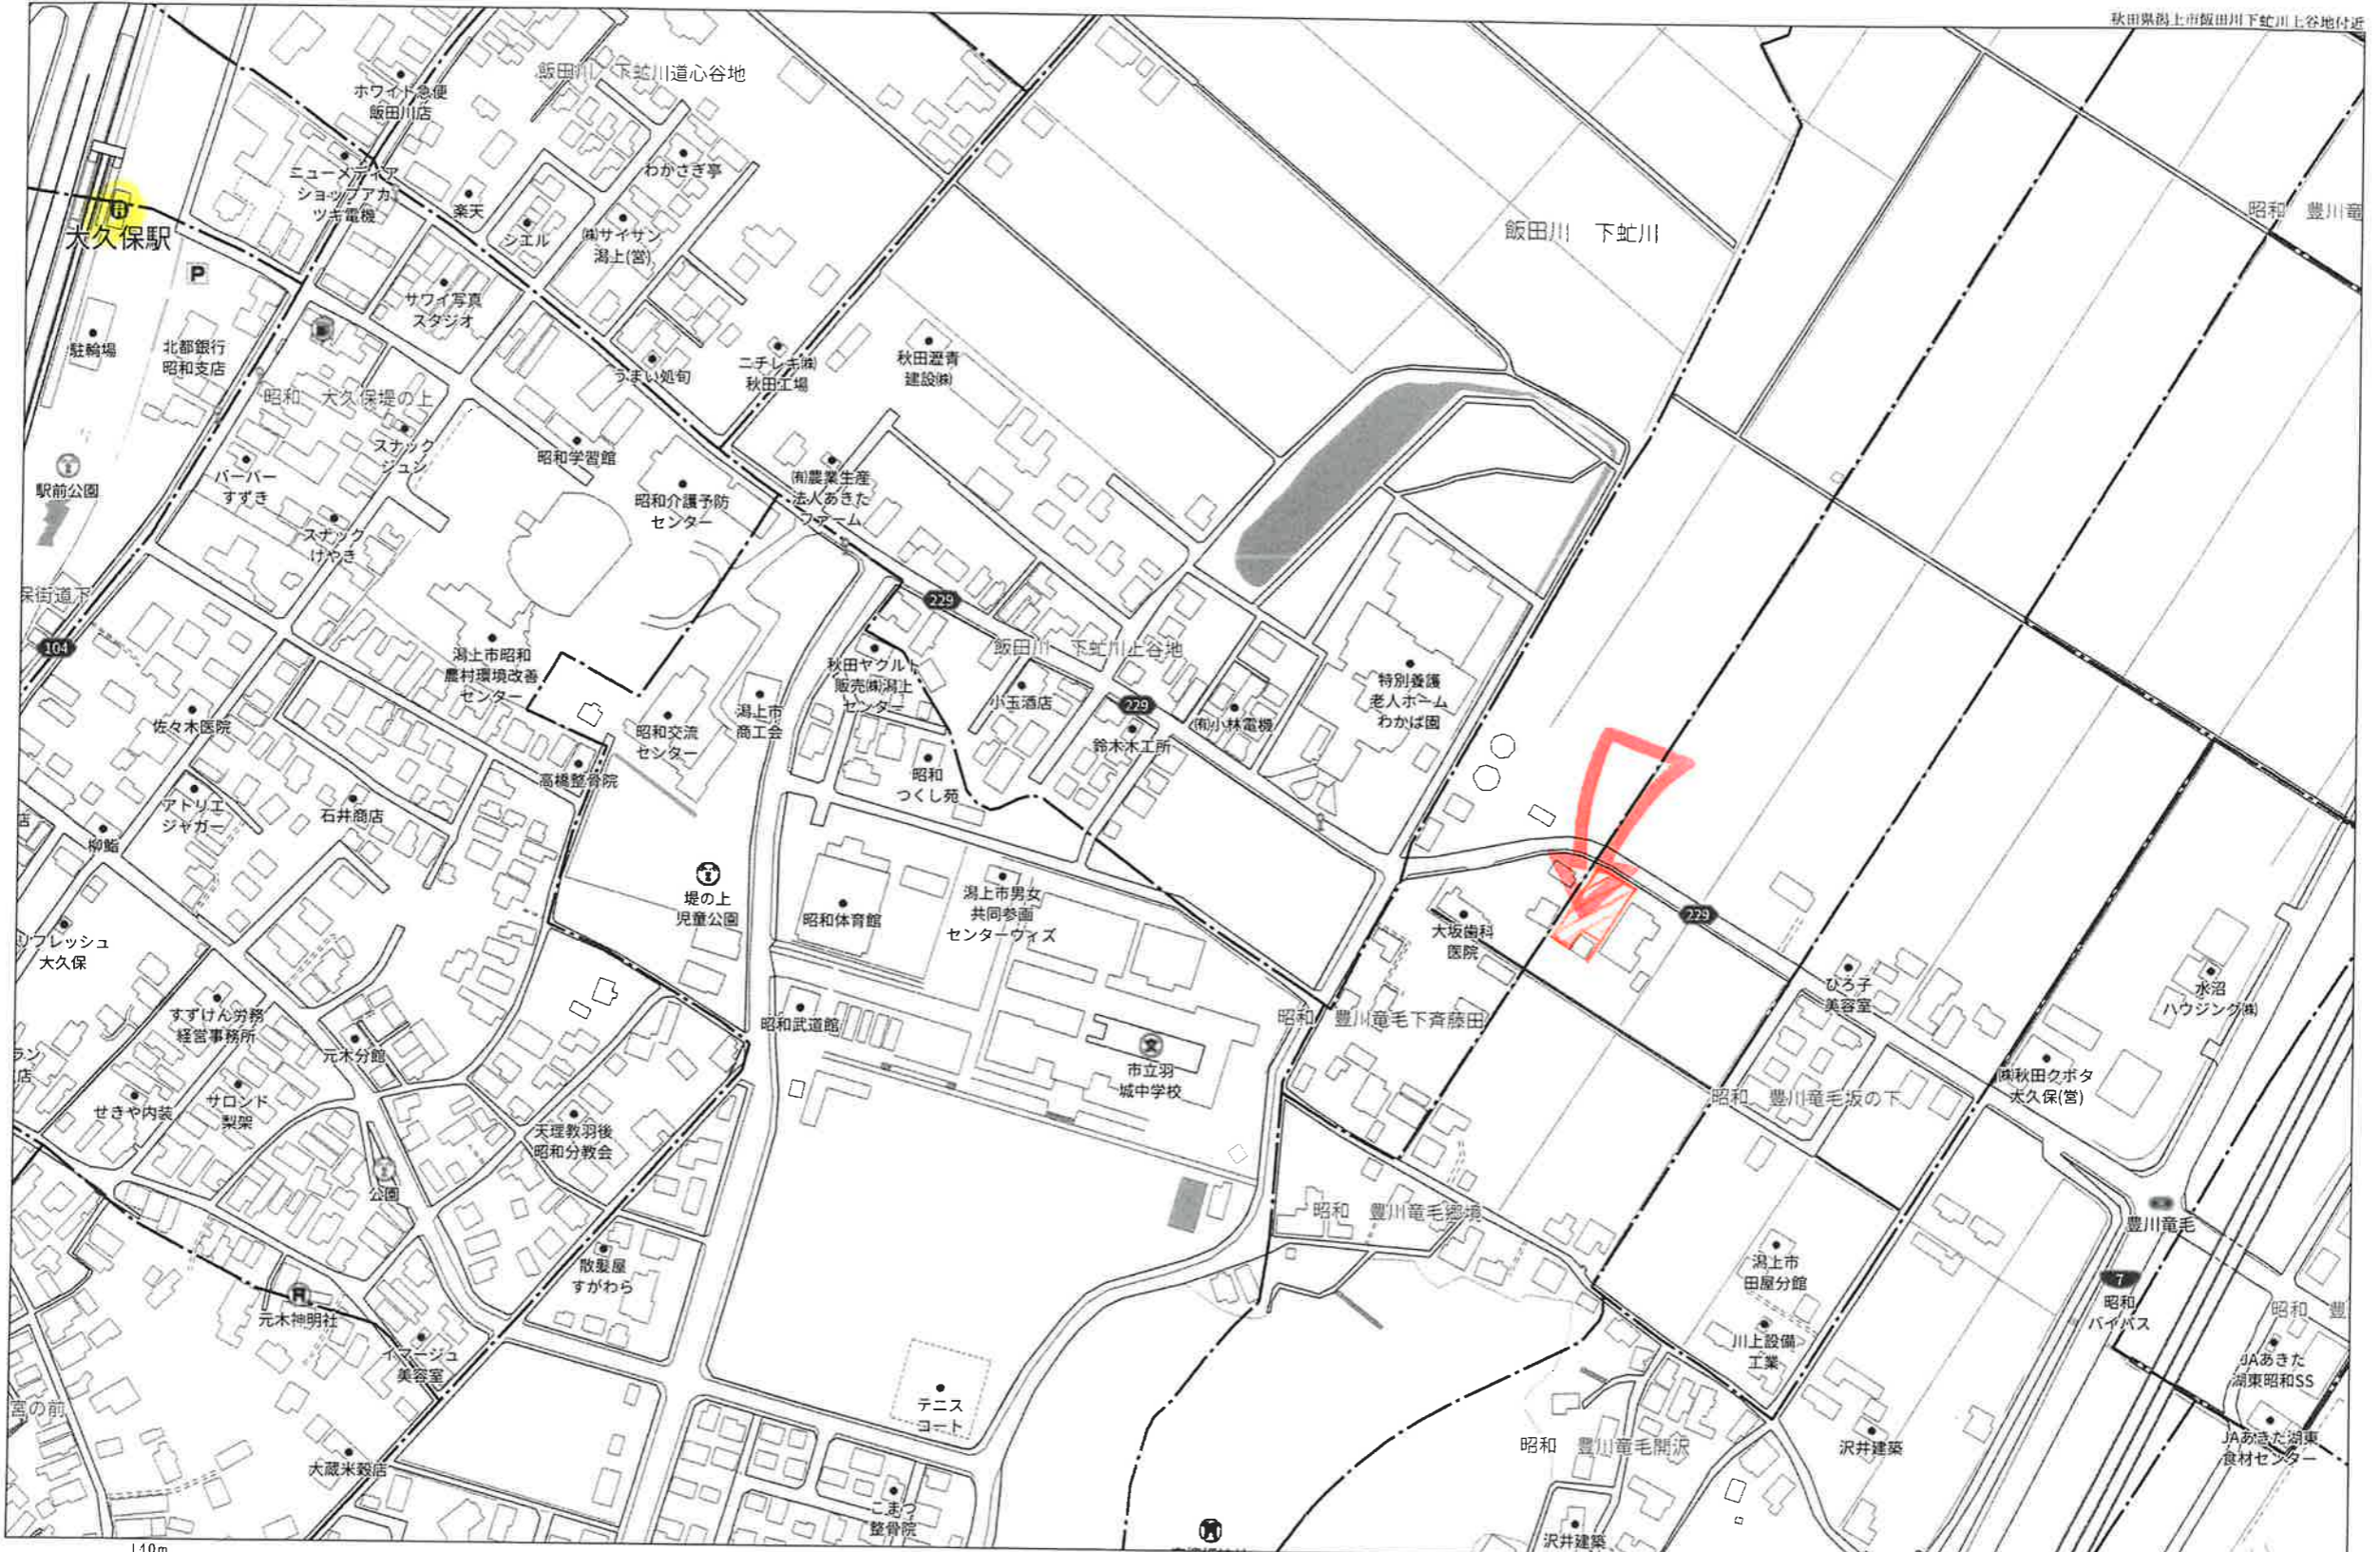 秋田県潟上市飯田川下虻川上谷地付近
飯田川 下虻川道心谷地
ホワイト急便
飯田川店
ニューメディア
ショップアカ
ツキ電機
わかさぎ亭
楽天
シエル
㈱サイサン
潟上(営)
大久保駅
P
飯田川 下虻川
昭和 豊川竜
サワイ写真
スタジオ
駐輪場
北都銀行
昭和支店
うまい処旬
ニチレキ㈱
秋田工場
秋田瀝青
建設㈱
昭和 大久保堤の上
スナック
ジュン
昭和学習館
バーバー
すずき
駅前公園
昭和介護予防
センター
㈲農業生産
法人あきた
ファーム
スナック
けやき
保街道下
104
229
潟上市昭和
農村環境改善
センター
飯田川 下虻川上谷地
秋田ヤクルト
販売㈱潟上
センター
小玉酒店
229
㈲小林電機
特別養護
老人ホーム
わかば園
佐々木医院
昭和交流
センター
潟上市
商工会
鈴木木工所
高橋整骨院
昭和
つくし苑
アトリエ
ジャガー
石井商店
店
柳鮨
堤の上
児童公園
昭和体育館
潟上市男女
共同参画
センターウィズ
大坂歯科
医院
229
リフレッシュ
大久保
ひろ子
美容室
水沼
ハウジング㈱
すずけん労務
経営事務所
昭和武道館
昭和 豊川竜毛下斉藤田
元木分館
ラン
店
市立羽
城中学校
㈱秋田クボタ
大久保(営)
せきや内装
サロンド
梨架
昭和 豊川竜毛坂の下
天理教羽後
昭和分教会
公園
昭和 豊川竜毛郷境
豊川竜毛
散髪屋
すがわら
潟上市
田屋分館
7
昭和
バイパス
昭和 豊
元木神明社
イマージュ
美容室
川上設備
工業
JAあきた
湖東昭和SS
宮の前
テニス
コート
昭和 豊川竜毛開沢
沢井建築
JAあきた湖東
食材センター
大蔵米穀店
こまつ
整骨院
沢井建築
140m